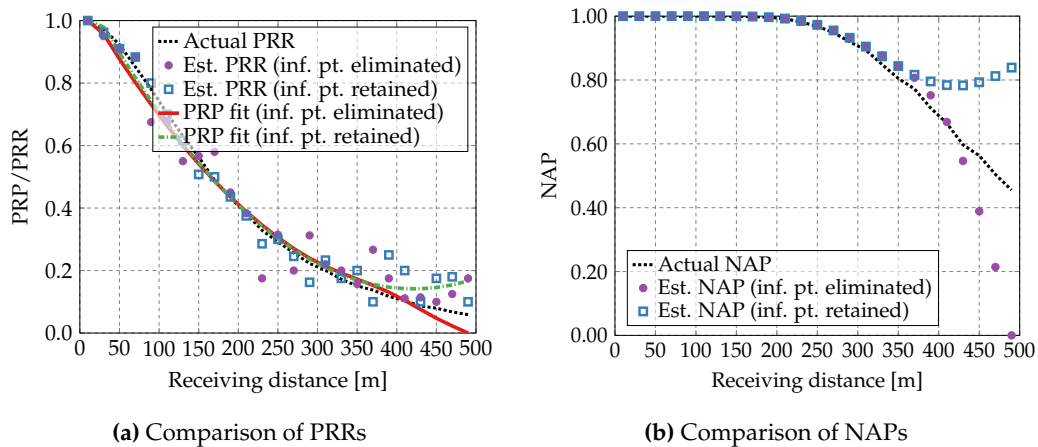 1.0
0.8
0.6
0.4
0.2
0.0
0 50 100 150 200 250 300 350 400 450 500
PRP/PRR
Receiving distance [m]
Actual PRR
Est. PRR (inf. pt. eliminated)
Est. PRR (inf. pt. retained)
PRP fit (inf. pt. eliminated)
PRP fit (inf. pt. retained)
(a) Comparison of PRRs
1.00
0.80
0.60
0.40
0.20
0.00
0 50 100 150 200 250 300 350 400 450 500
NAP
Receiving distance [m]
Actual NAP
Est. NAP (inf. pt. eliminated)
Est. NAP (inf. pt. retained)
(b) Comparison of NAPs